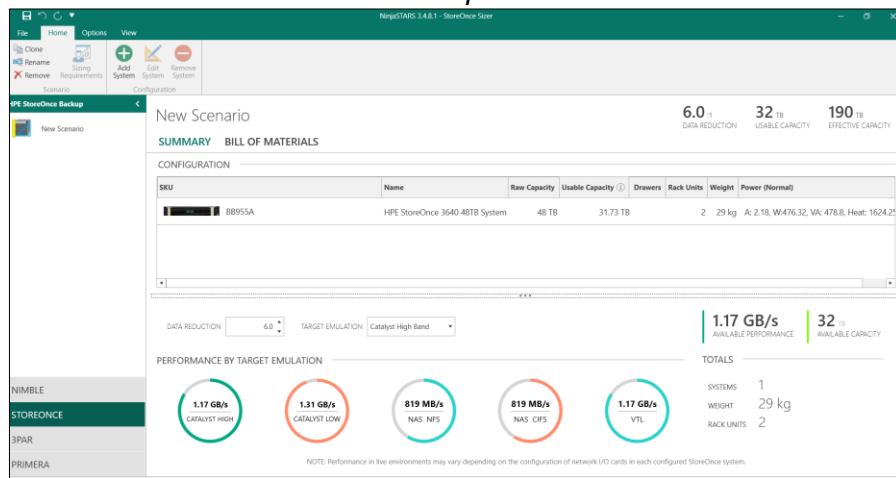 NinjaSTARS 3.4.8.1 - StoreOnce Sizer
File Home Options View
Clone
Rename
Remove
Sizing Requirements
Add System
Edit System
Remove System
Scenario
Configuration
HPE StoreOnce Backup
New Scenario
New Scenario
6.0 :1
DATA REDUCTION
32 TB
USABLE CAPACITY
190 TB
EFFECTIVE CAPACITY
SUMMARY BILL OF MATERIALS
CONFIGURATION
SKU Name Raw Capacity Usable Capacity Drawers Rack Units Weight Power (Normal)
BB955A HPE StoreOnce 3640 48TB System 48 TB 31.73 TB 2 29 kg A: 2.18, W:476.32, VA: 478.8, Heat: 1624.25
DATA REDUCTION 6.0 TARGET EMULATION Catalyst High Band
1.17 GB/s
AVAILABLE PERFORMANCE
32 TB
AVAILABLE CAPACITY
PERFORMANCE BY TARGET EMULATION
1.17 GB/s
CATALYST HIGH
1.31 GB/s
CATALYST LOW
819 MB/s
NAS NFS
819 MB/s
NAS CIFS
1.17 GB/s
VTL
TOTALS
SYSTEMS 1
WEIGHT 29 kg
RACK UNITS 2
NOTE: Performance in live environments may vary depending on the configuration of network I/O cards in each configured StoreOnce system.
NIMBLE
STOREONCE
3PAR
PRIMERA